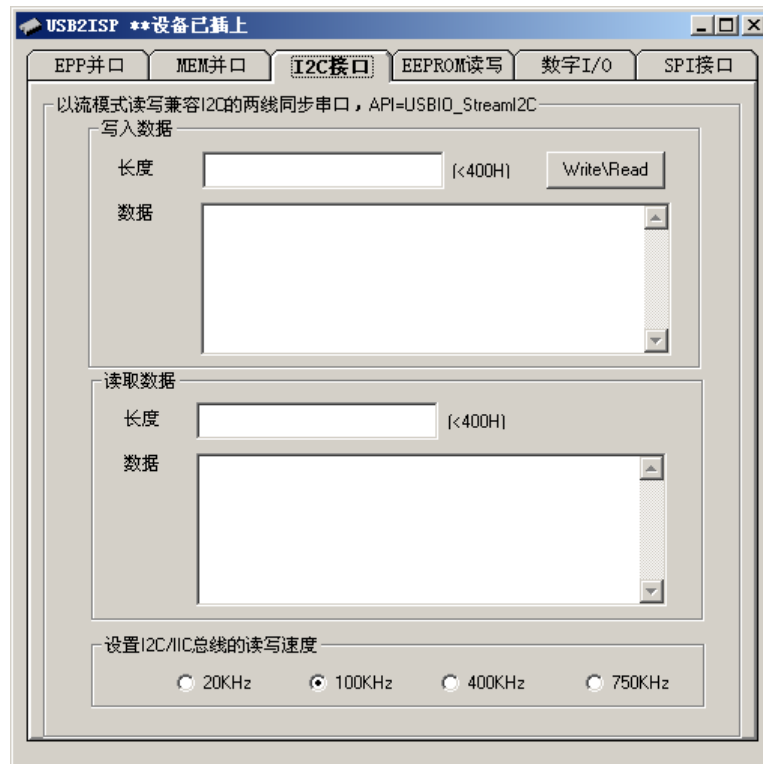 USB2ISP **设备已插上
EPP并口 MEM并口 I2C接口 EEPROM读写 数字I/O SPI接口
以流模式读写兼容I2C的两线同步串口，API=USBIO_StreamI2C
写入数据
长度 (<400H) Write\Read
数据
读取数据
长度 (<400H)
数据
设置I2C/IIC总线的读写速度
20KHz 100KHz 400KHz 750KHz